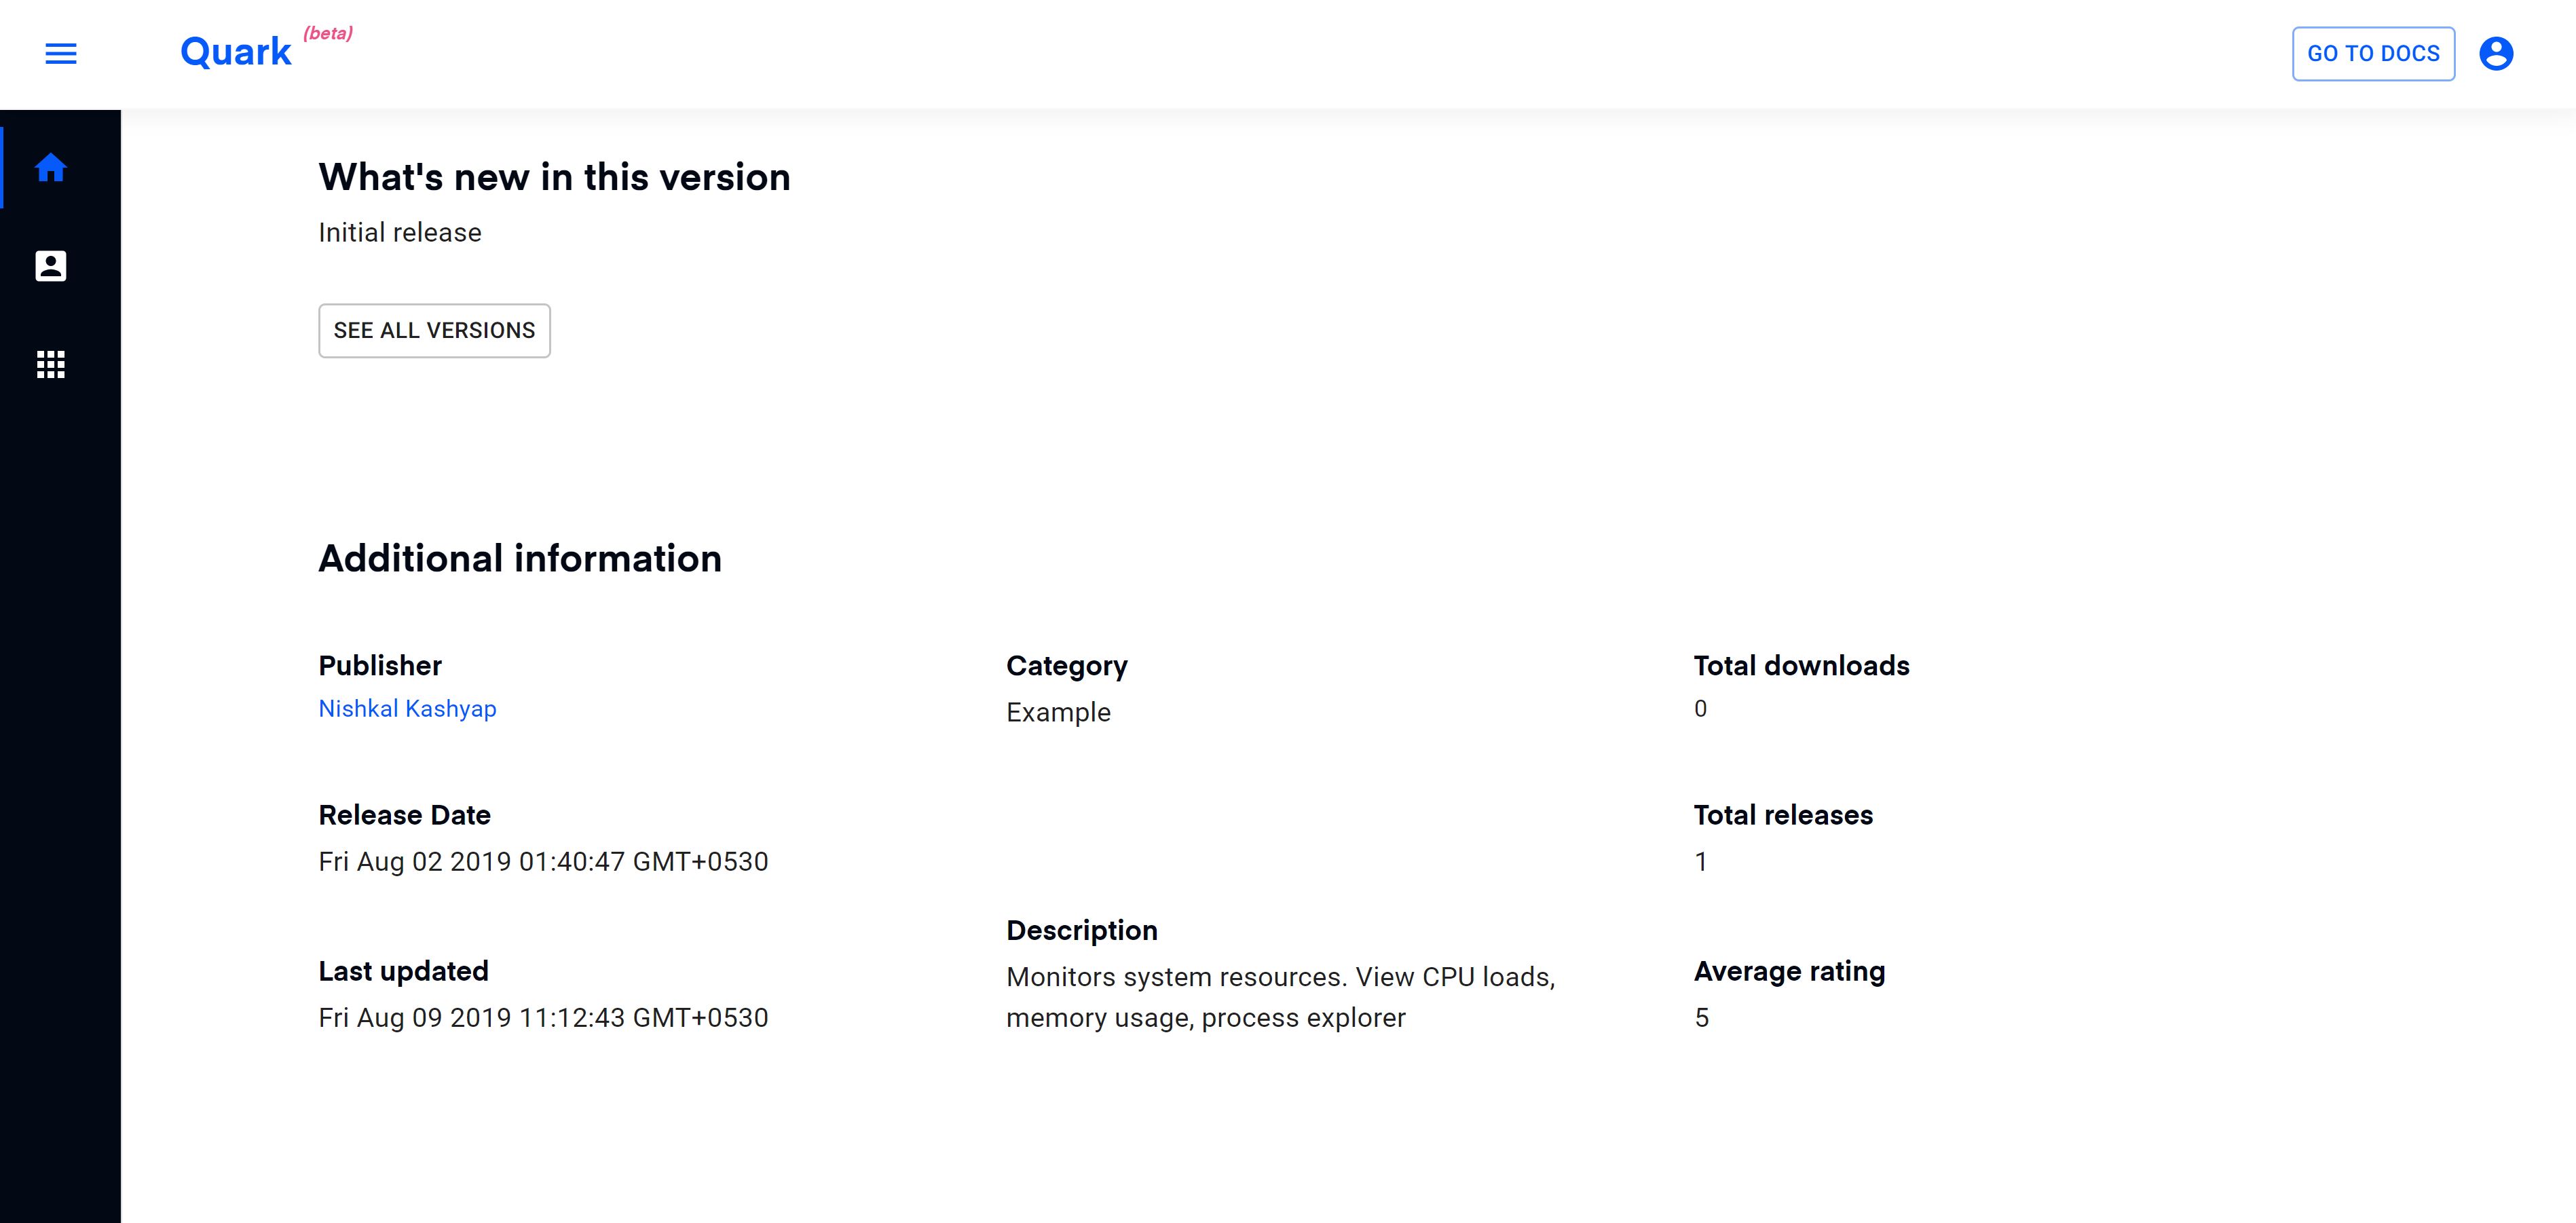 Quark (beta)
GO TO DOCS
What's new in this version
Initial release
SEE ALL VERSIONS
Additional information
Publisher
Nishkal Kashyap
Category
Example
Total downloads
0
Release Date
Fri Aug 02 2019 01:40:47 GMT+0530
Total releases
1
Description
Monitors system resources. View CPU loads,
memory usage, process explorer
Last updated
Fri Aug 09 2019 11:12:43 GMT+0530
Average rating
5